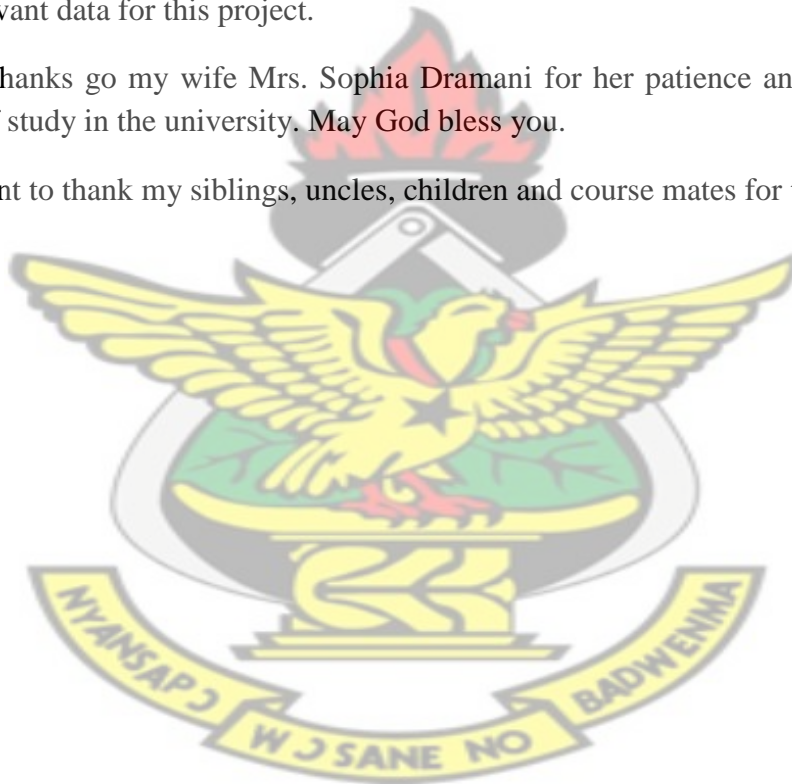 vant data for this project.
hanks go my wife Mrs. Sophia Dramani for her patience an
study in the university. May God bless you.
nt to thank my siblings, uncles, children and course mates for
NYANSAPƆ WƆSANE NO BADWENMA